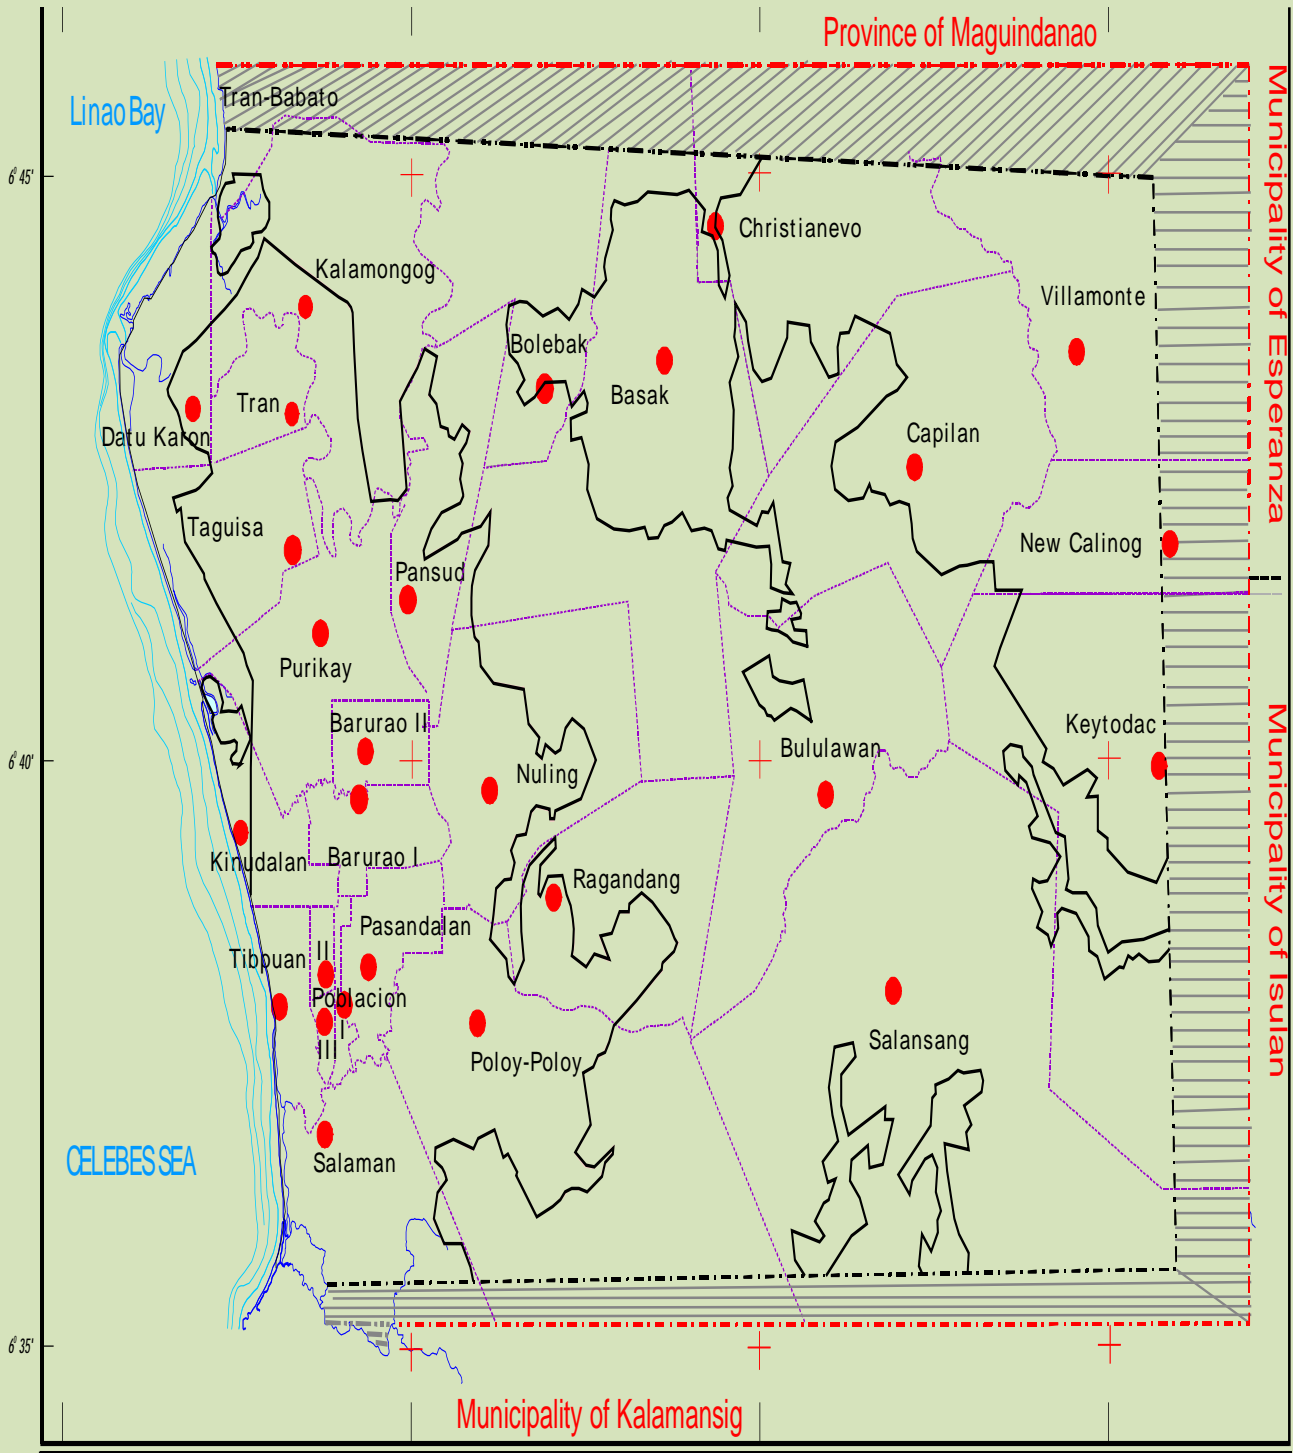 Province of Maguindanao
Linao Bay
Tran-Babato
Municipality of Esperanza
6° 45'
Christianevo
Kalamongog
Villamonte
Bolebak
Basak
Tran
Datu Karon
Capilan
Taguisa
New Calinog
Pansud
Purikay
Barurao II
Keytodac
Bululawan
6° 40'
Nuling
Municipality of Isulan
Kinudalan
Barurao I
Ragandang
Pasandalan
Tibpuan
II
Poblacion
I
III
Salansang
Poloy-Poloy
CELEBES SEA
Salaman
6° 35'
Municipality of Kalamansig